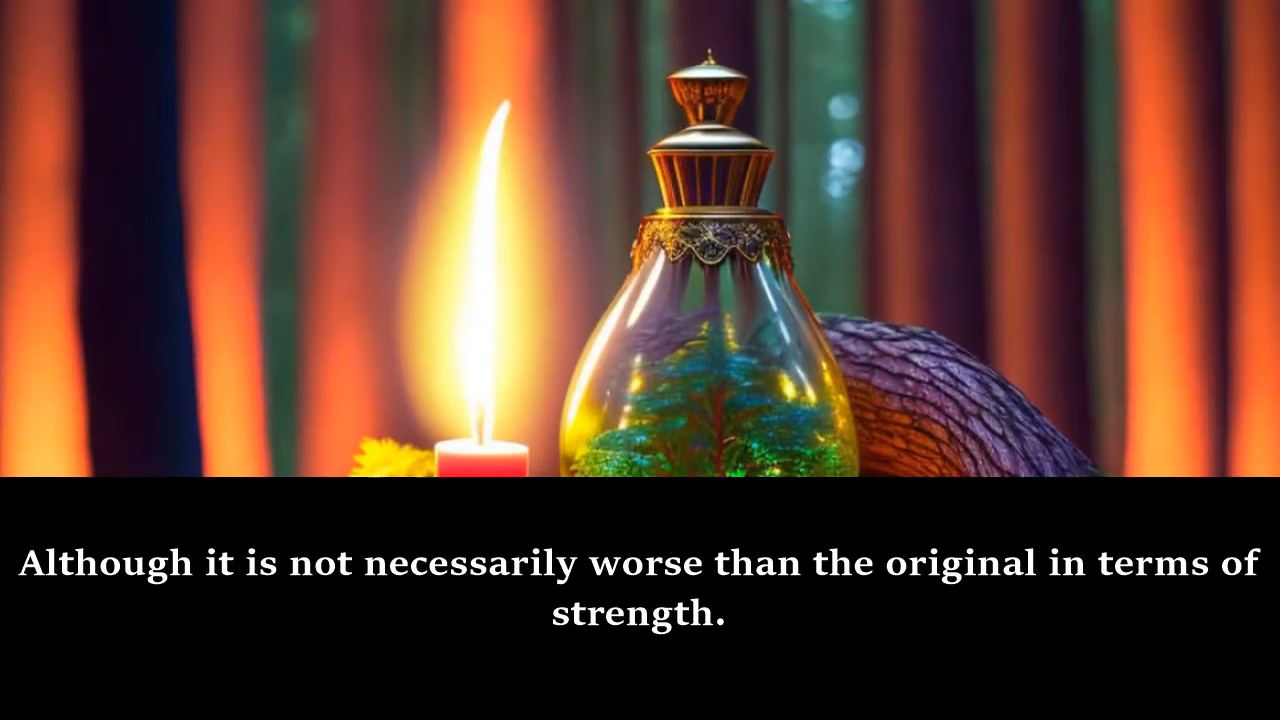 Although it is not necessarily worse than the original in terms of
strength.